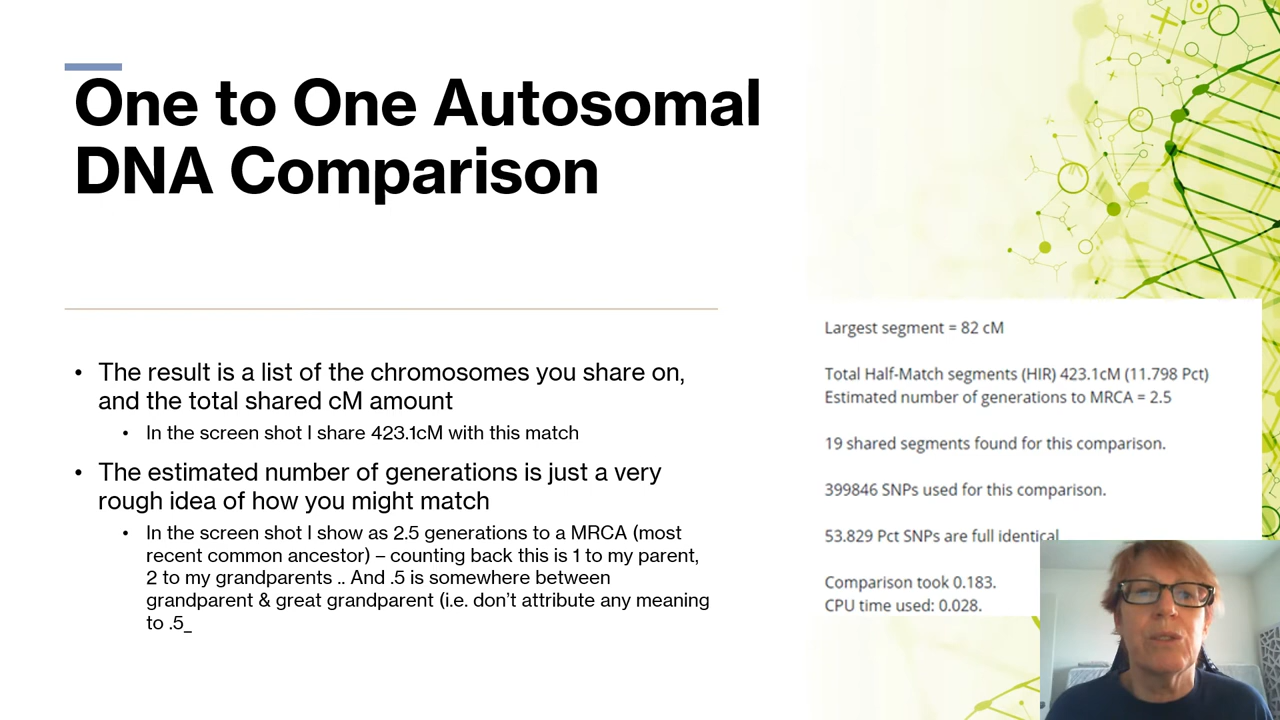 One to One Autosomal
DNA Comparison
• The result is a list of the chromosomes you share on,
and the total shared cM amount
• In the screen shot I share 423.1cM with this match
• The estimated number of generations is just a very
rough idea of how you might match
• In the screen shot I show as 2.5 generations to a MRCA (most
recent common ancestor) – counting back this is 1 to my parent,
2 to my grandparents .. And .5 is somewhere between
grandparent & great grandparent (i.e. don’t attribute any meaning
to .5_
Largest segment = 82 cM
Total Half-Match segments (HIR) 423.1cM (11.798 Pct)
Estimated number of generations to MRCA = 2.5
19 shared segments found for this comparison.
399846 SNPs used for this comparison.
53.829 Pct SNPs are full identical
Comparison took 0.183.
CPU time used: 0.028.